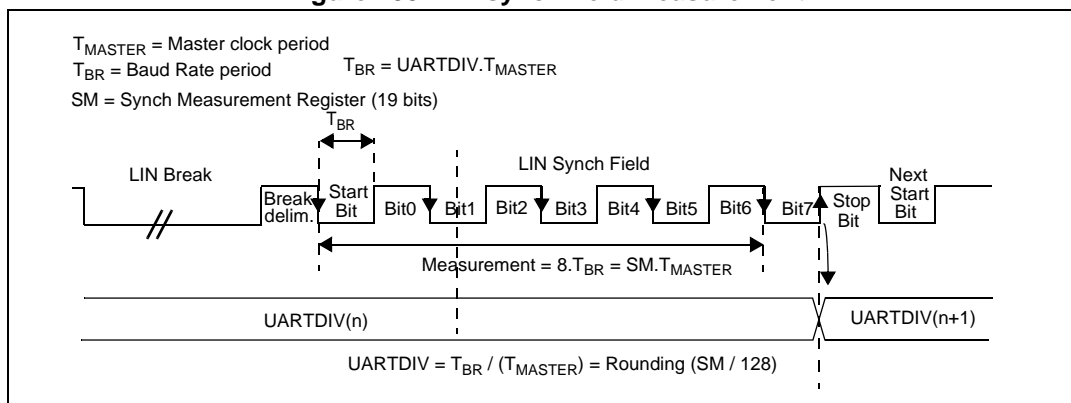 T_MASTER = Master clock period
T_BR = Baud Rate period
T_BR = UARTDIV.T_MASTER
SM = Synch Measurement Register (19 bits)
T_BR
LIN Break
LIN Synch Field
Next
Start
Bit
Break
delim.
Start
Bit
Bit0
Bit1
Bit2
Bit3
Bit4
Bit5
Bit6
Bit7
Stop
Bit
Measurement = 8.T_BR = SM.T_MASTER
UARTDIV(n)
UARTDIV(n+1)
UARTDIV = T_BR / (T_MASTER) = Rounding (SM / 128)